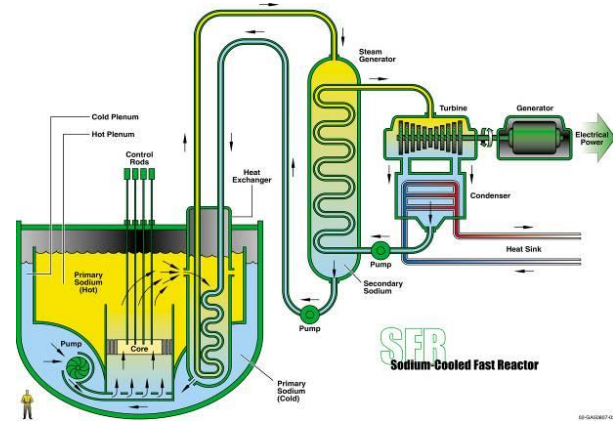 Steam
Generator
Turbine
Generator
Electrical
Power
Cold Plenum
Hot Plenum
Control
Rods
Heat
Exchanger
Condenser
Primary
Sodium
(Hot)
Pump
Heat Sink
Secondary
Sodium
Pump
Pump
Core
Primary
Sodium
(Cold)
SFR
Sodium-Cooled Fast Reactor